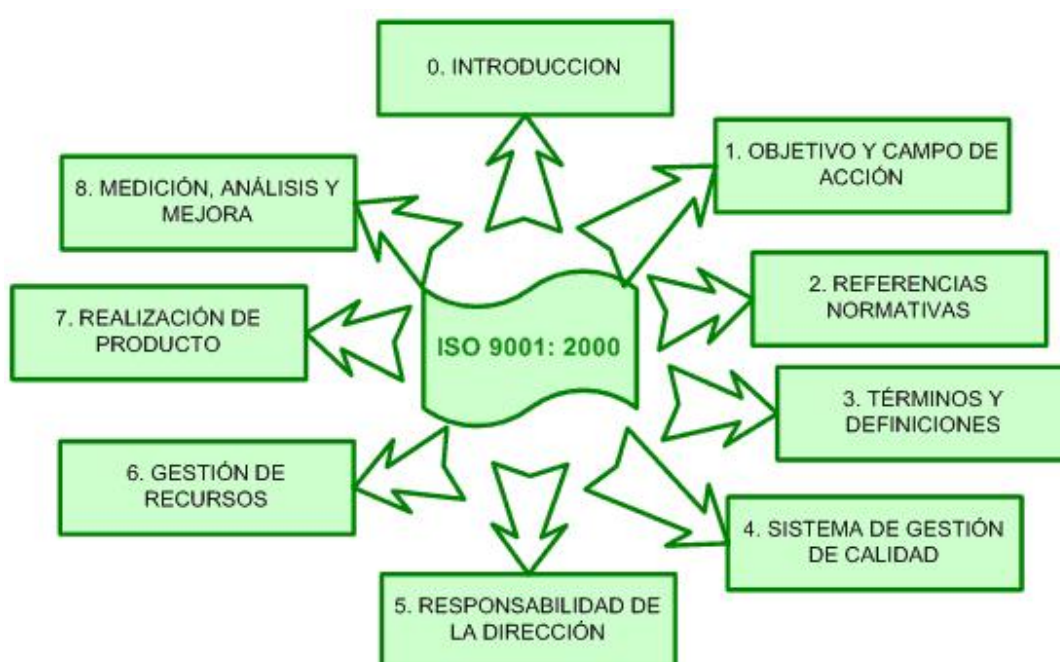 0. INTRODUCCION
1. OBJETIVO Y CAMPO DE
ACCIÓN
2. REFERENCIAS
NORMATIVAS
3. TÉRMINOS Y
DEFINICIONES
4. SISTEMA DE GESTIÓN
DE CALIDAD
5. RESPONSABILIDAD DE
LA DIRECCIÓN
6. GESTIÓN DE
RECURSOS
7. REALIZACIÓN DE
PRODUCTO
8. MEDICIÓN, ANÁLISIS Y
MEJORA
ISO 9001: 2000